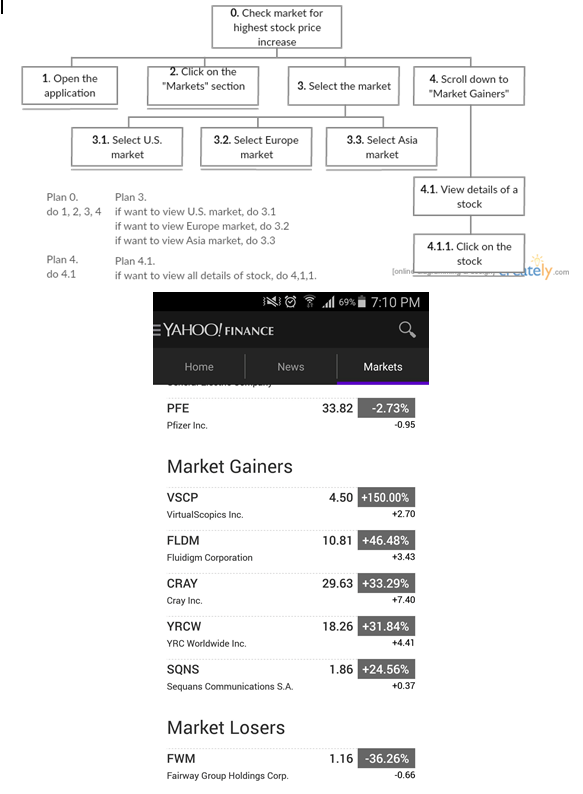 0. Check market for
highest stock price
increase
1. Open the
application
2. Click on the
"Markets" section
3. Select the market
4. Scroll down to
"Market Gainers"
3.1. Select U.S.
market
3.2. Select Europe
market
3.3. Select Asia
market
4.1. View details of a
stock
4.1.1. Click on the
stock
Plan 0.
do 1, 2, 3, 4
Plan 3.
if want to view U.S. market, do 3.1
if want to view Europe market, do 3.2
if want to view Asia market, do 3.3
Plan 4.
do 4.1
Plan 4.1.
if want to view all details of stock, do 4,1,1.
.com
69% 7:10 PM
YAHOO! FINANCE
Home News Markets
PFE 33.82 -2.73%
Pfizer Inc. -0.95
Market Gainers
VSCP 4.50 +150.00%
VirtualScopics Inc. +2.70
FLDM 10.81 +46.48%
Fluidigm Corporation +3.43
CRAY 29.63 +33.29%
Cray Inc. +7.40
YRCW 18.26 +31.84%
YRC Worldwide Inc. +4.41
SQNS 1.86 +24.56%
Sequans Communications S.A. +0.37
Market Losers
FWM 1.16 -36.26%
Fairway Group Holdings Corp. -0.66